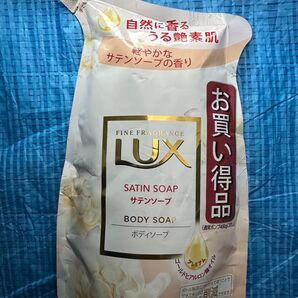 自然に香る
うる艶素肌
軽やかな
サテンソープの香り
お買い得品
FINE FRAGRANCE
LUX
SATIN SOAP
サテンソープ
BODY SOAP
ボディソープ